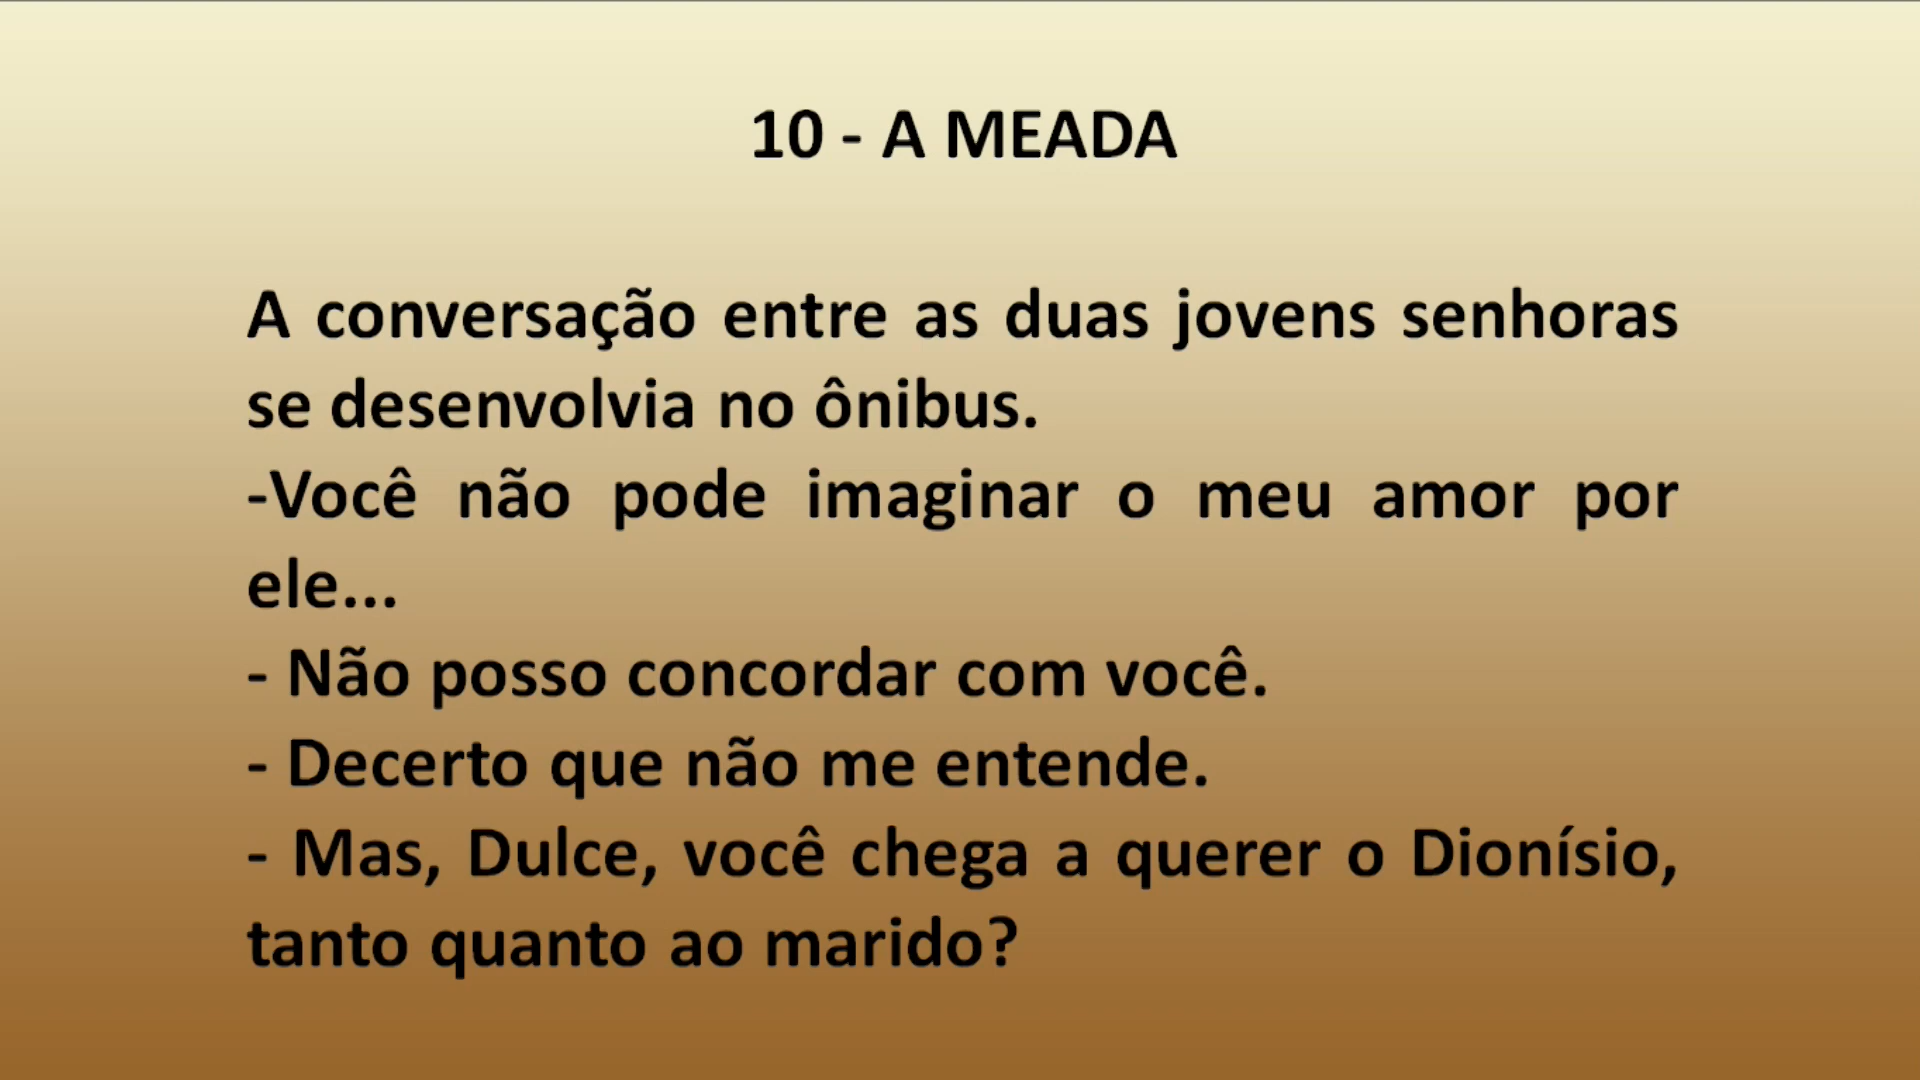 10 - A MEADA
A conversação entre as duas jovens senhoras
se desenvolvia no ônibus.
-Você não pode imaginar o meu amor por
ele...
- Não posso concordar com você.
- Decerto que não me entende.
- Mas, Dulce, você chega a querer o Dionísio,
tanto quanto ao marido?